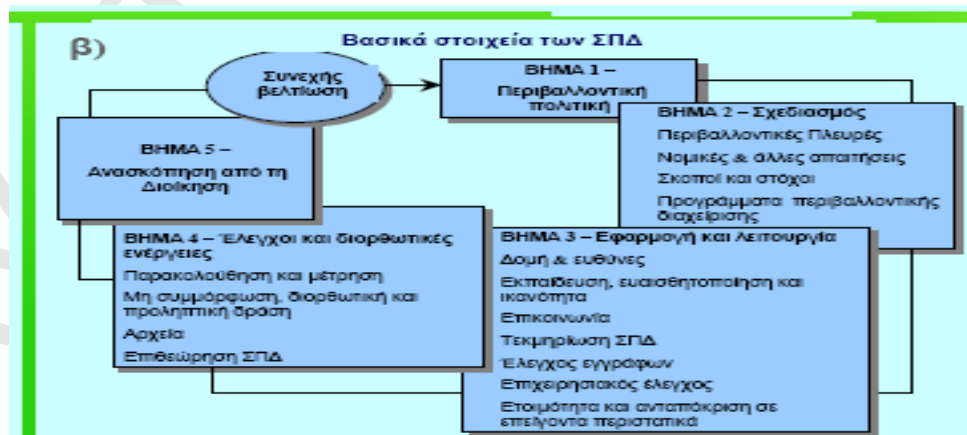 β)
Βασικά στοιχεία των ΣΠΔ
Συνεχής
βελτίωση
ΒΗΜΑ 1 –
Περιβαλλοντική
πολιτική
ΒΗΜΑ 2 – Σχεδιασμός
Περιβαλλοντικές Πλευρές
Νομικές & άλλες απαιτήσεις
Σκοποί και στόχοι
Προγράμματα περιβαλλοντικής
διαχείρισης
ΒΗΜΑ 3 – Εφαρμογή και λειτουργία
Δομή & ευθύνες
Εκπαίδευση, ευαισθητοποίηση και
ικανότητα
Επικοινωνία
Τεκμηρίωση ΣΠΔ
Έλεγχος εγγράφων
Επιχειρησιακός έλεγχος
Ετοιμότητα και ανταπόκριση σε
επείγοντα περιστατικά
ΒΗΜΑ 4 – Έλεγχοι και διορθωτικές
ενέργειες
Παρακολούθηση και μέτρηση
Μη συμμόρφωση, διορθωτική και
προληπτική δράση
Αρχεία
Επιθεώρηση ΣΠΔ
ΒΗΜΑ 5 –
Ανασκόπηση από τη
Διοίκηση